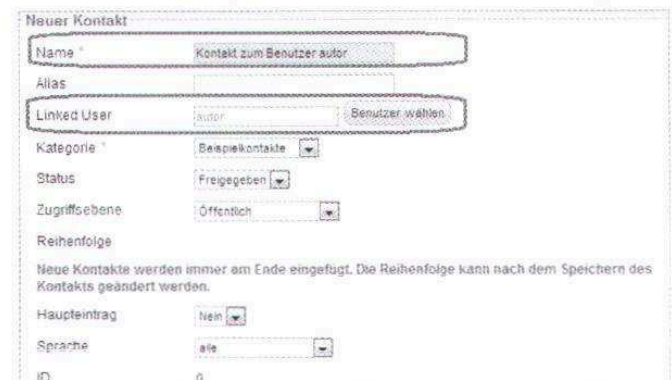 Neuer Kontakt
Name * Kontakt zum Benutzer autor
Alias
Linked User autor Benutzer wählen
Kategorie * Beispielkontakte
Status Freigegeben
Zugriffsebene Öffentlich
Reihenfolge
Neue Kontakte werden immer am Ende eingefügt. Die Reihenfolge kann nach dem Speichern des
Kontakts geändert werden.
Haupteintrag Nein
Sprache alle
ID 0